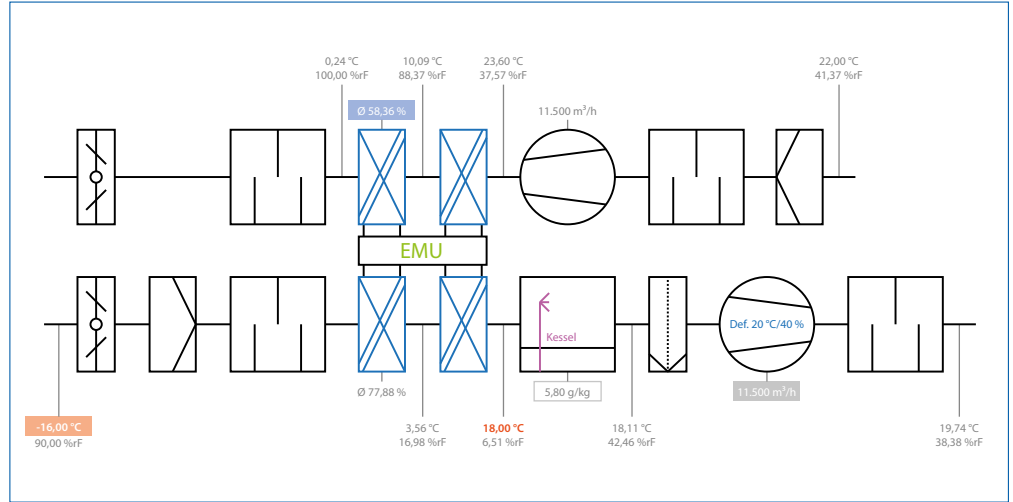 0,24 °C
100,00 %rF
10,09 °C
88,37 %rF
23,60 °C
37,57 %rF
22,00 °C
41,37 %rF
Ø 58,36 %
11.500 m³/h
EMU
Def. 20 °C/40 %
Kessel
Ø 77,88 %
5,80 g/kg
11.500 m³/h
-16,00 °C
90,00 %rF
3,56 °C
16,98 %rF
18,00 °C
6,51 %rF
18,11 °C
42,46 %rF
19,74 °C
38,38 %rF